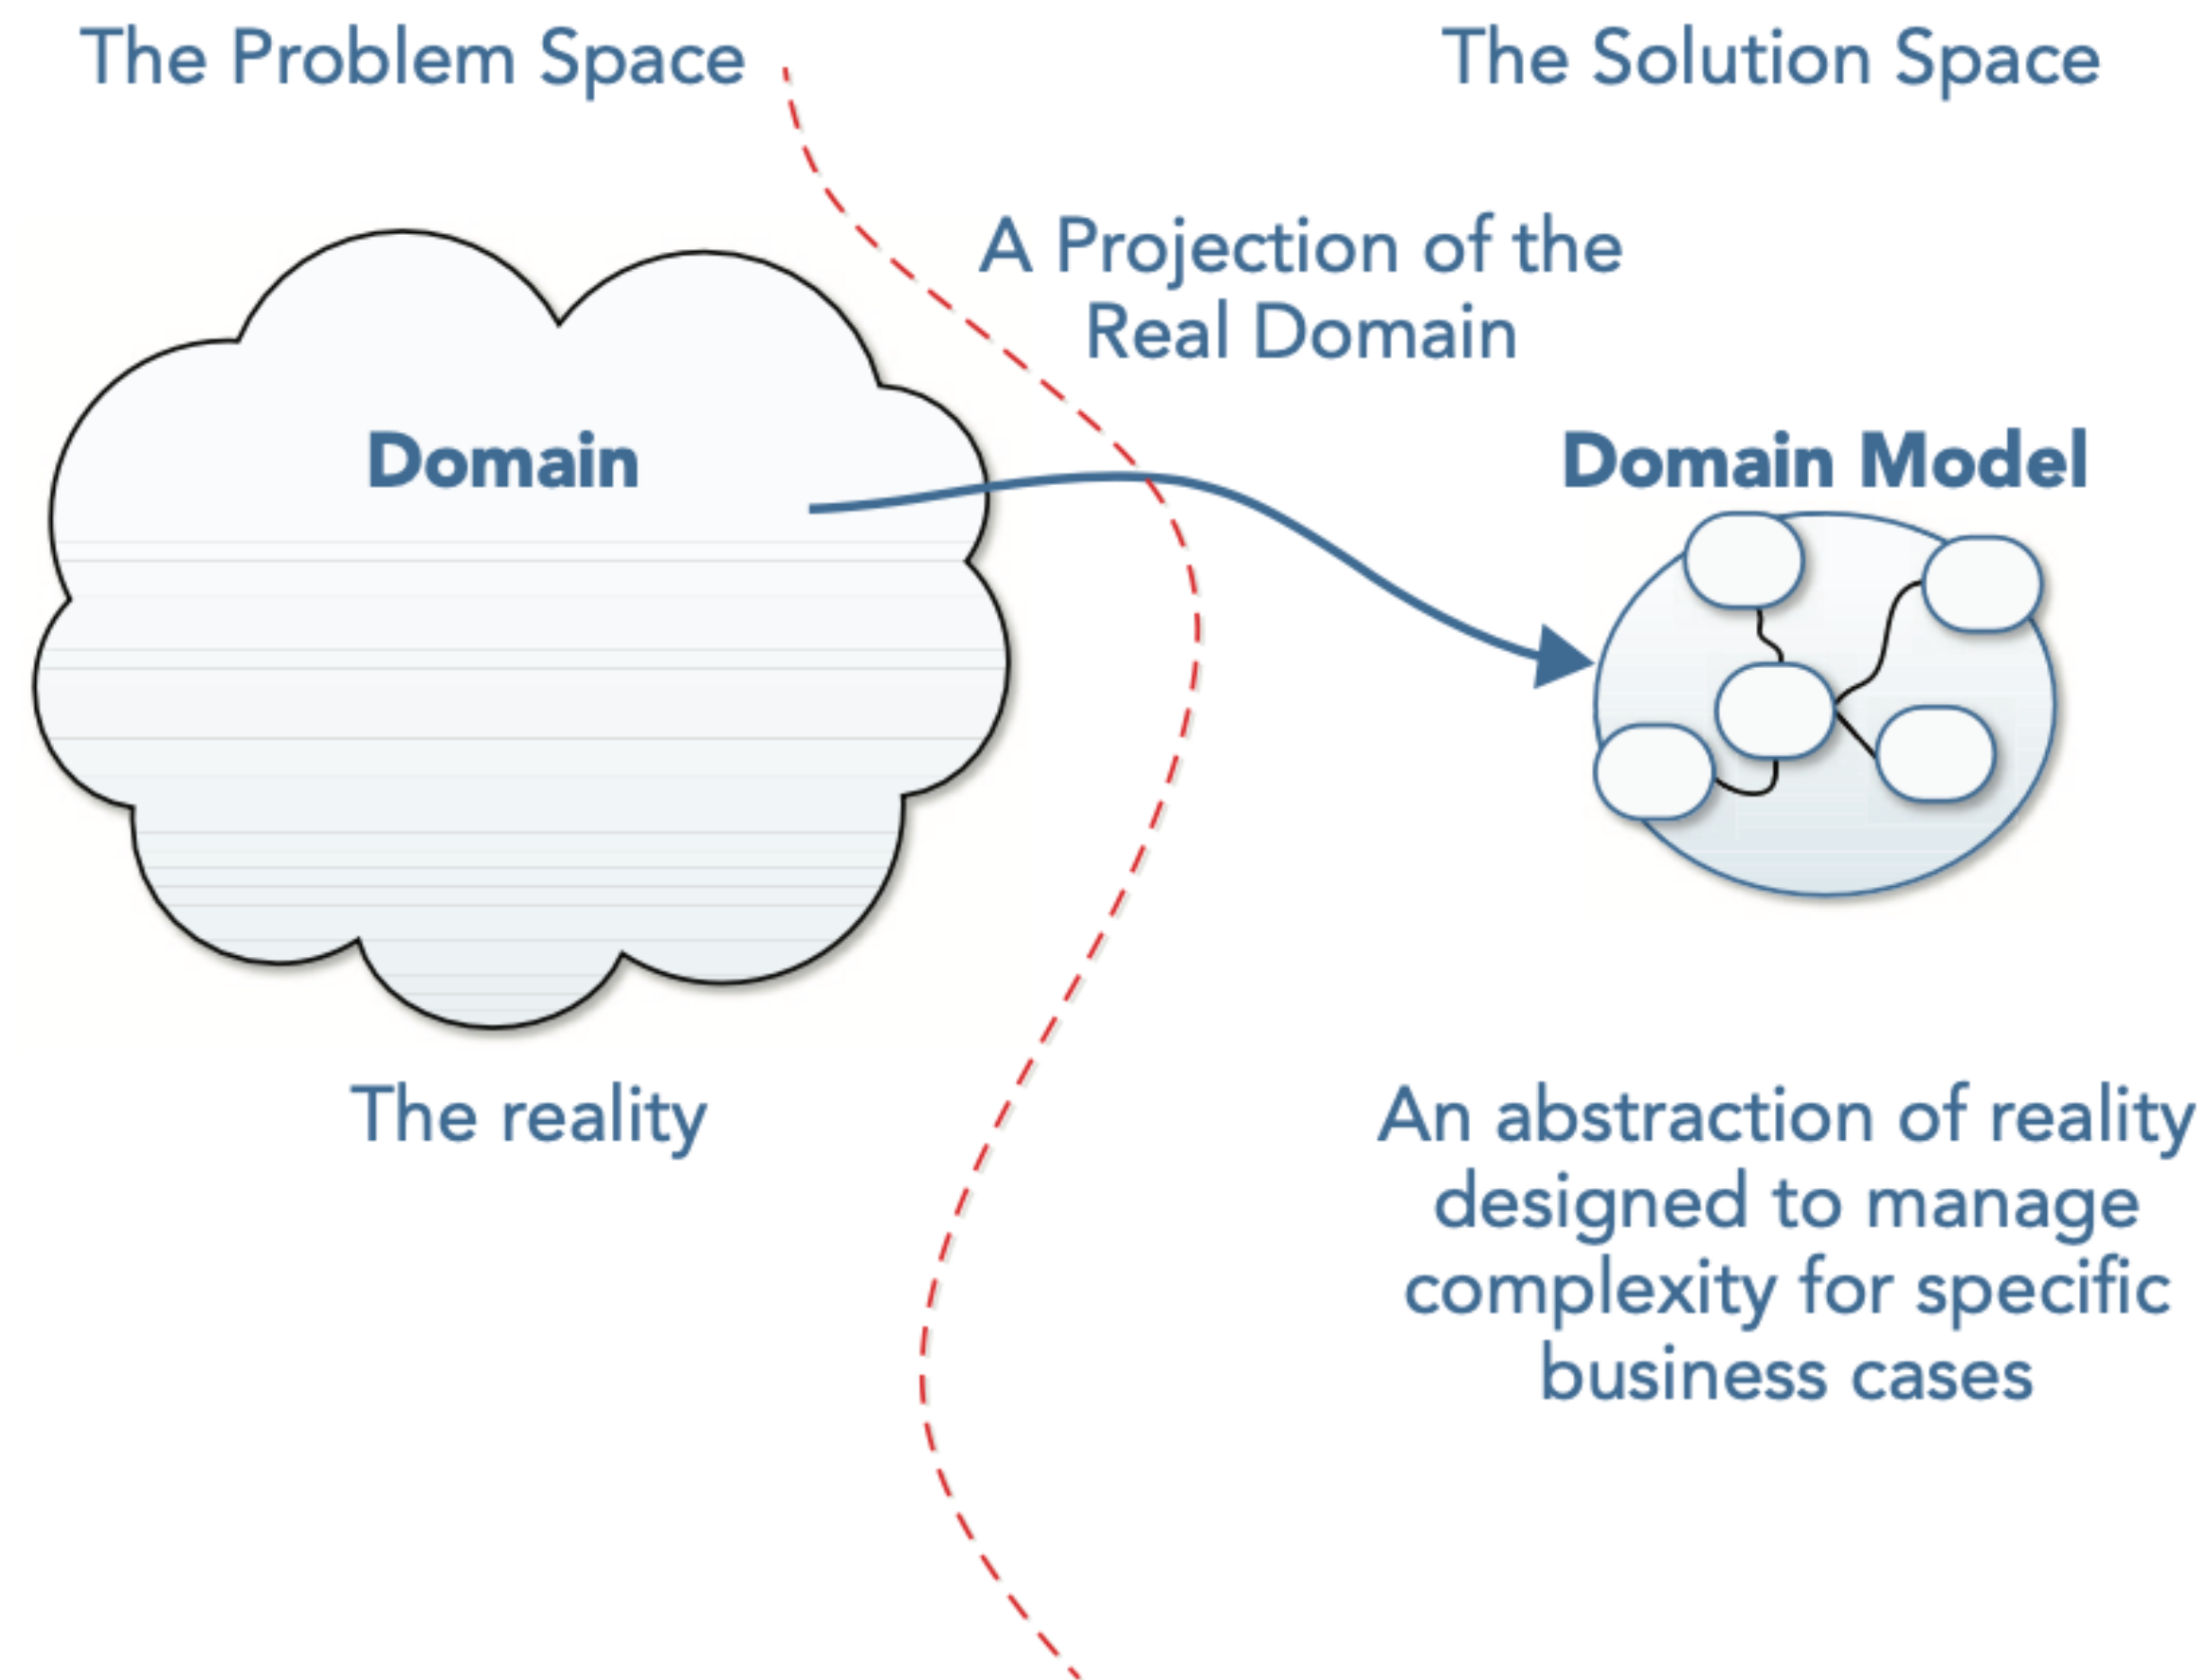 The Problem Space
The Solution Space
A Projection of the
Real Domain
Domain
Domain Model
The reality
An abstraction of reality
designed to manage
complexity for specific
business cases